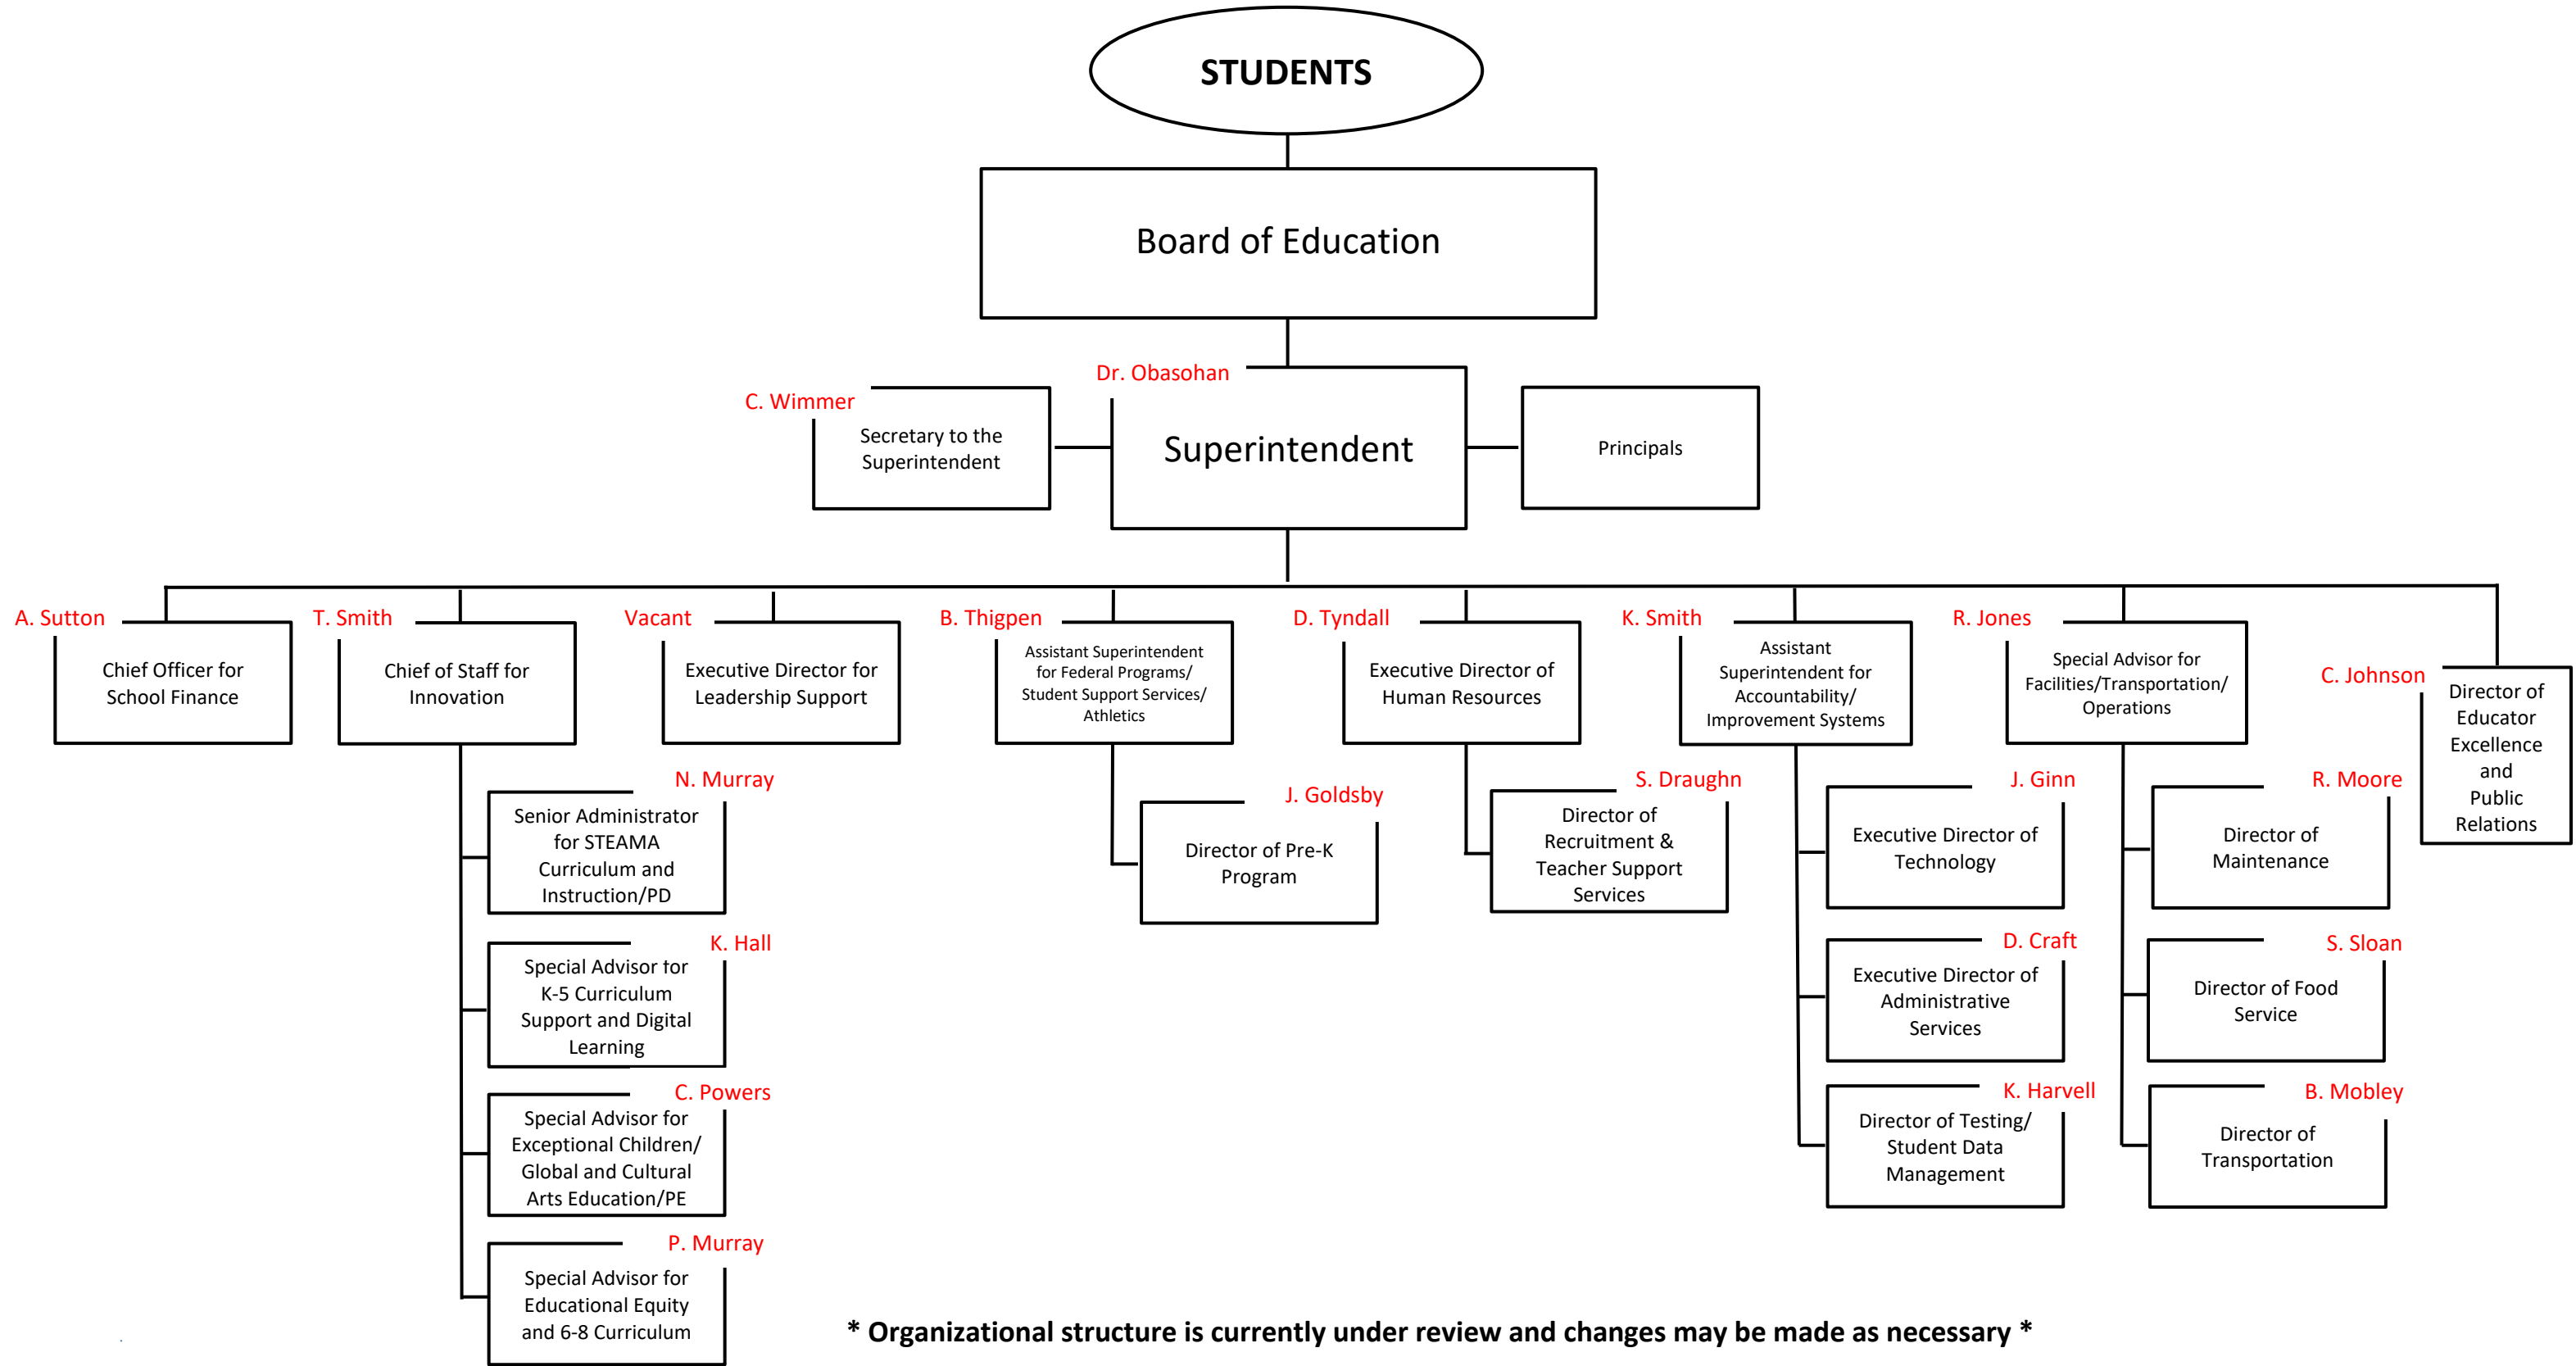 STUDENTS
Board of Education
Dr. Obasohan
Superintendent
C. Wimmer
Secretary to the
Superintendent
Principals
A. Sutton
Chief Officer for
School Finance
T. Smith
Chief of Staff for
Innovation
N. Murray
Senior Administrator
for STEAMA
Curriculum and
Instruction/PD
K. Hall
Special Advisor for
K-5 Curriculum
Support and Digital
Learning
C. Powers
Special Advisor for
Exceptional Children/
Global and Cultural
Arts Education/PE
P. Murray
Special Advisor for
Educational Equity
and 6-8 Curriculum
Vacant
Executive Director for
Leadership Support
B. Thigpen
Assistant Superintendent
for Federal Programs/
Student Support Services/
Athletics
J. Goldsby
Director of Pre-K
Program
D. Tyndall
Executive Director of
Human Resources
S. Draughn
Director of
Recruitment &
Teacher Support
Services
K. Smith
Assistant
Superintendent for
Accountability/
Improvement Systems
J. Ginn
Executive Director of
Technology
D. Craft
Executive Director of
Administrative
Services
K. Harvell
Director of Testing/
Student Data
Management
R. Jones
Special Advisor for
Facilities/Transportation/
Operations
R. Moore
Director of
Maintenance
S. Sloan
Director of Food
Service
B. Mobley
Director of
Transportation
C. Johnson
Director of
Educator
Excellence
and
Public
Relations
* Organizational structure is currently under review and changes may be made as necessary *